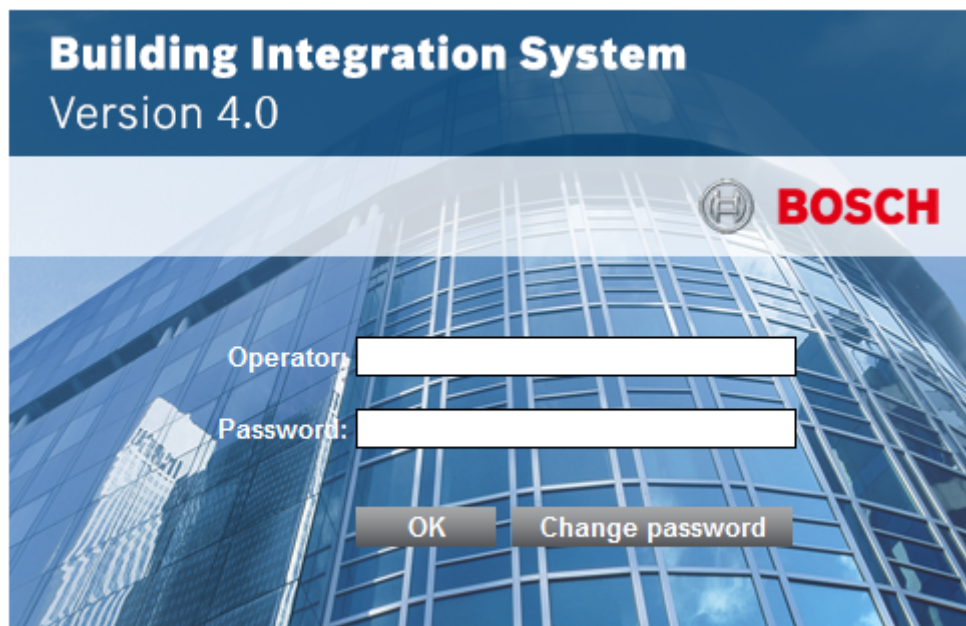 Building Integration System
Version 4.0
BOSCH
Operator:
Password:
OK
Change password